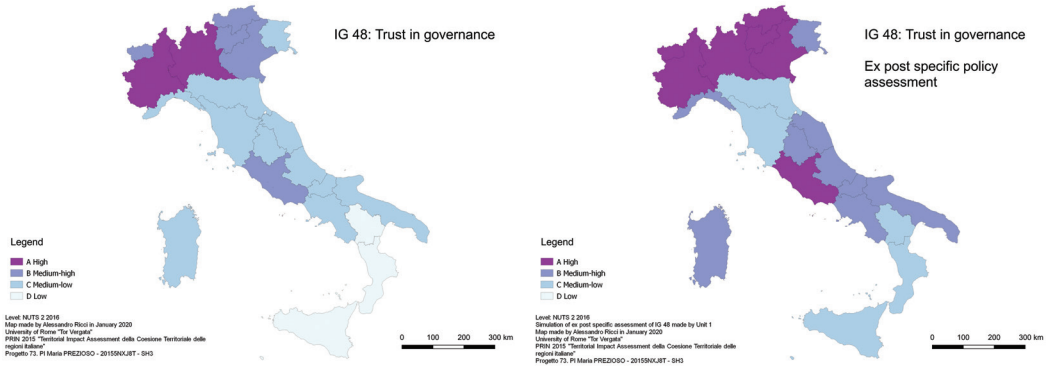 IG 48: Trust in governance
Legend
A High
B Medium-high
C Medium-low
D Low
Level: NUTS 2 2016
Map made by Alessandro Ricci in January 2020
University of Rome "Tor Vergata"
PRIN 2015 "Territorial Impact Assessment della Coesione Territoriale delle
regioni italiane"
Progetto 73. PI Maria PREZIOSO - 20155NXJ8T - SH3
0 100 200 300 km
IG 48: Trust in governance
Ex post specific policy
assessment
Legend
A High
B Medium-high
C Medium-low
D Low
Level: NUTS 2 2016
Simulation of ex post specific assessment of IG 48 made by Unit 1
Map made by Alessandro Ricci in January 2020
University of Rome "Tor Vergata"
PRIN 2015 "Territorial Impact Assessment della Coesione Territoriale delle
regioni italiane"
Progetto 73. PI Maria PREZIOSO - 20155NXJ8T - SH3
0 100 200 300 km